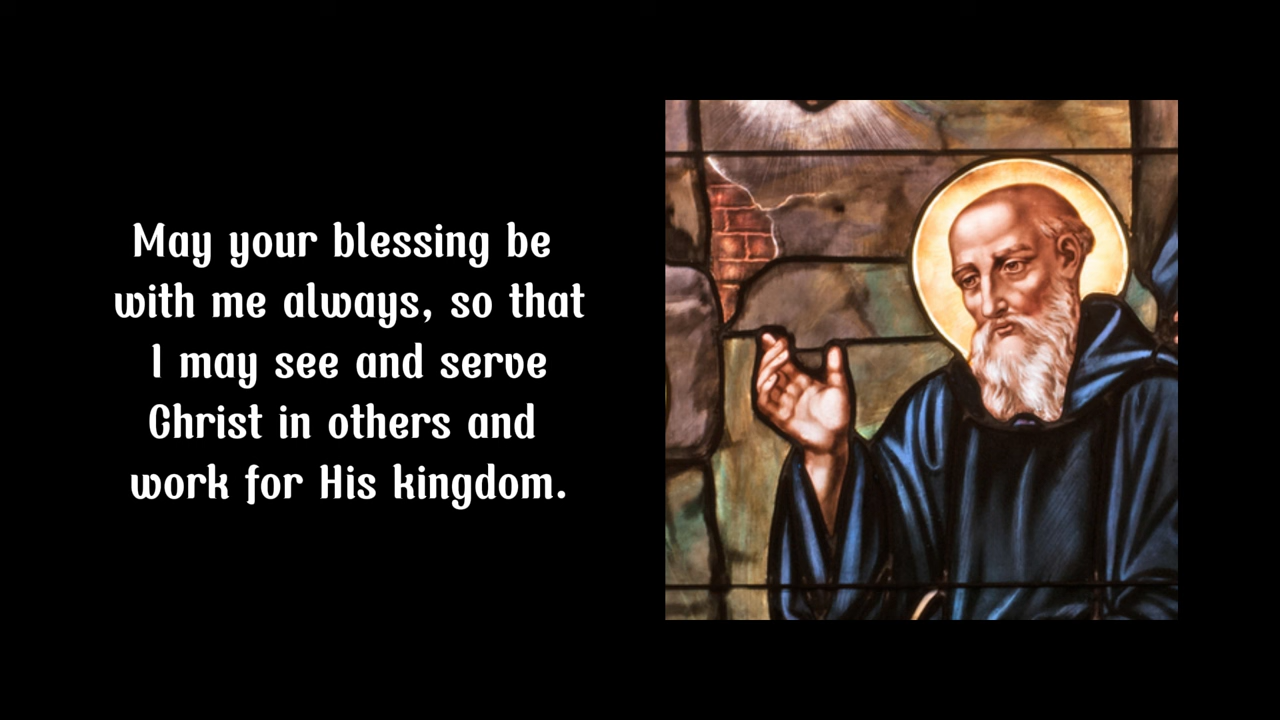 May your blessing be
with me always, so that
I may see and serve
Christ in others and
work for His kingdom.